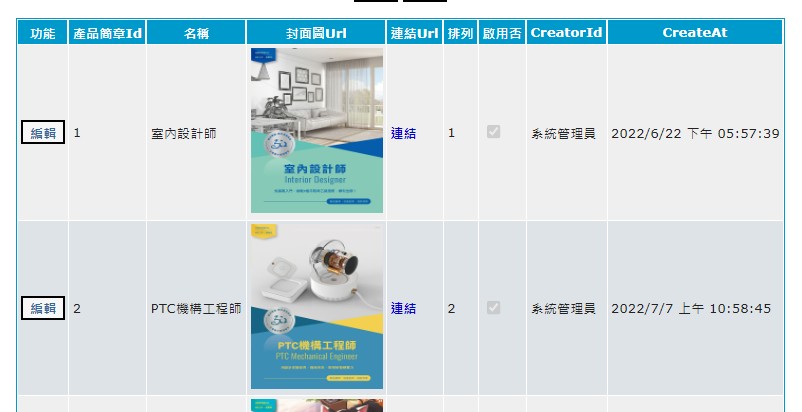 功能 產品簡章Id 名稱 封面圖Url 連結Url 排列 啟用否 CreatorId CreateAt
編輯 1 室內設計師 連結 1 系統管理員 2022/6/22 下午 05:57:39
室內設計師
Interior Designer
編輯 2 PTC機構工程師 連結 2 系統管理員 2022/7/7 上午 10:58:45
PTC機構工程師
PTC Mechanical Engineer